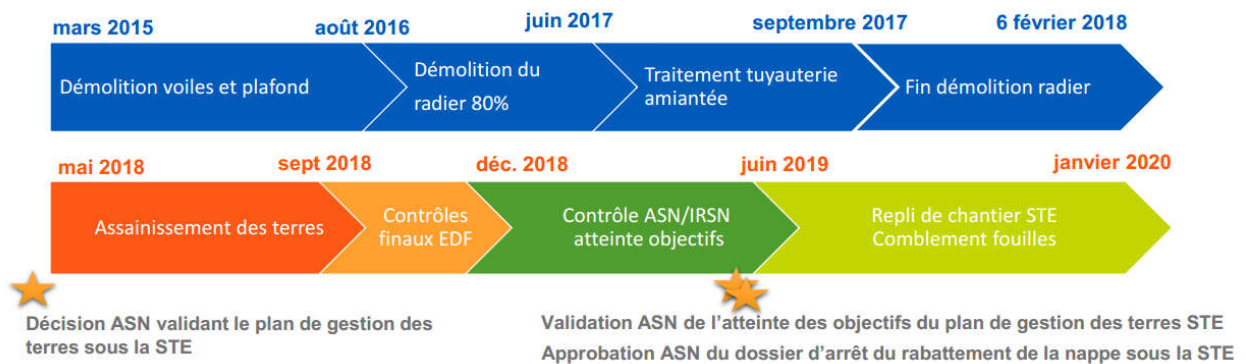 mars 2015
août 2016
juin 2017
septembre 2017
6 février 2018
Démolition voiles et plafond
Démolition du
radier 80%
Traitement tuyauterie
amiantée
Fin démolition radier
mai 2018
sept 2018
déc. 2018
juin 2019
janvier 2020
Assainissement des terres
Contrôles
finaux EDF
Contrôle ASN/IRSN
atteinte objectifs
Repli de chantier STE
Comblement fouilles
Décision ASN validant le plan de gestion des
terres sous la STE
Validation ASN de l'atteinte des objectifs du plan de gestion des terres STE
Approbation ASN du dossier d'arrêt du rabattement de la nappe sous la STE